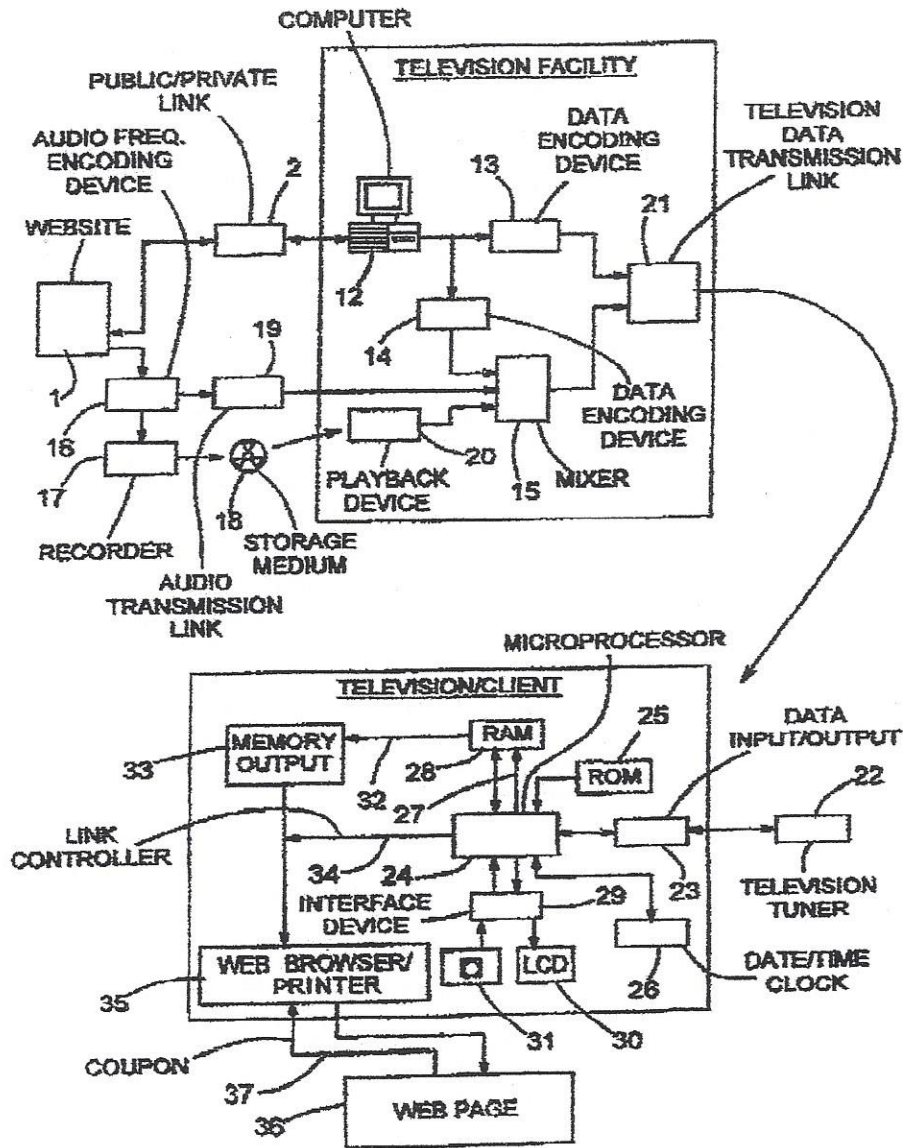 COMPUTER
TELEVISION FACILITY
PUBLIC/PRIVATE
LINK
AUDIO FREQ.
ENCODING
DEVICE
DATA
ENCODING
DEVICE
TELEVISION
DATA
TRANSMISSION
LINK
WEBSITE
2
13
21
12
1
16
17
19
14
18
20
15
DATA
ENCODING
DEVICE
PLAYBACK
DEVICE
MIXER
RECORDER
STORAGE
MEDIUM
AUDIO
TRANSMISSION
LINK
MICROPROCESSOR
TELEVISION/CLIENT
MEMORY
OUTPUT
33
RAM
28
32
27
25
ROM
DATA
INPUT/OUTPUT
22
LINK
CONTROLLER
34
24
23
TELEVISION
TUNER
INTERFACE
DEVICE
29
WEB BROWSER/
PRINTER
35
LCD
31
30
26
DATE/TIME
CLOCK
COUPON
37
36
WEB PAGE